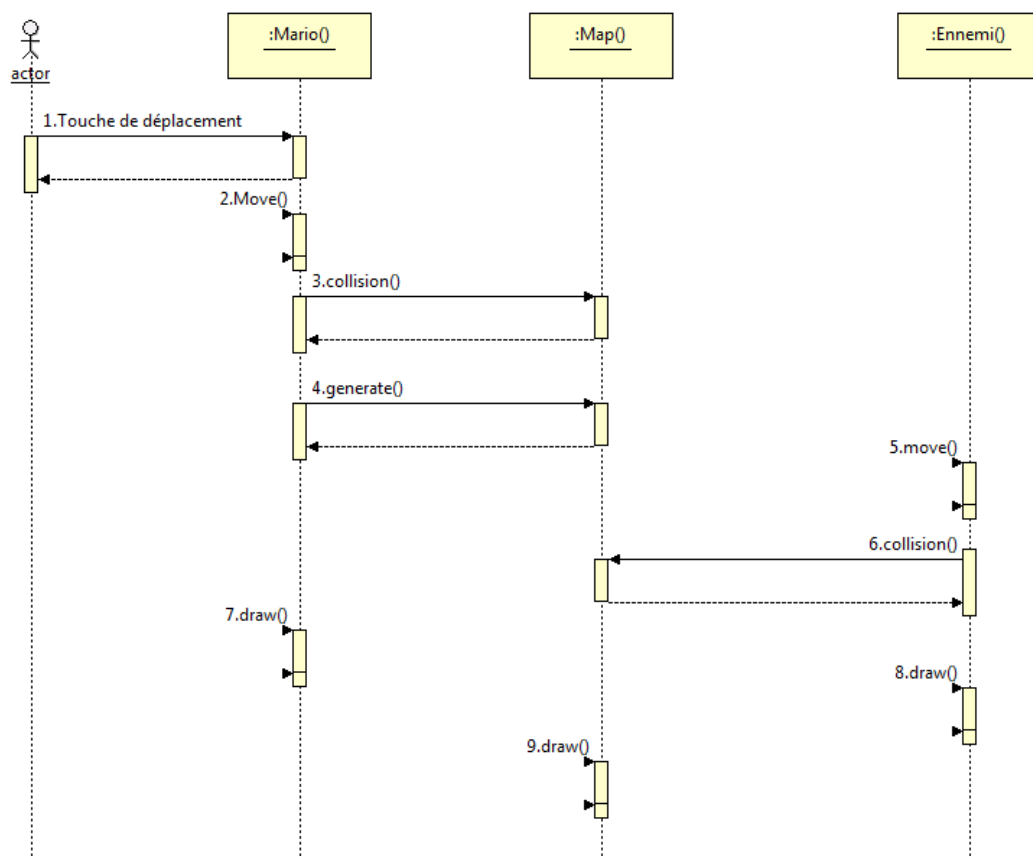 :Mario()
:Map()
:Ennemi()
actor
1.Touche de déplacement
2.Move()
3.collision()
4.generate()
5.move()
6.collision()
7.draw()
8.draw()
9.draw()